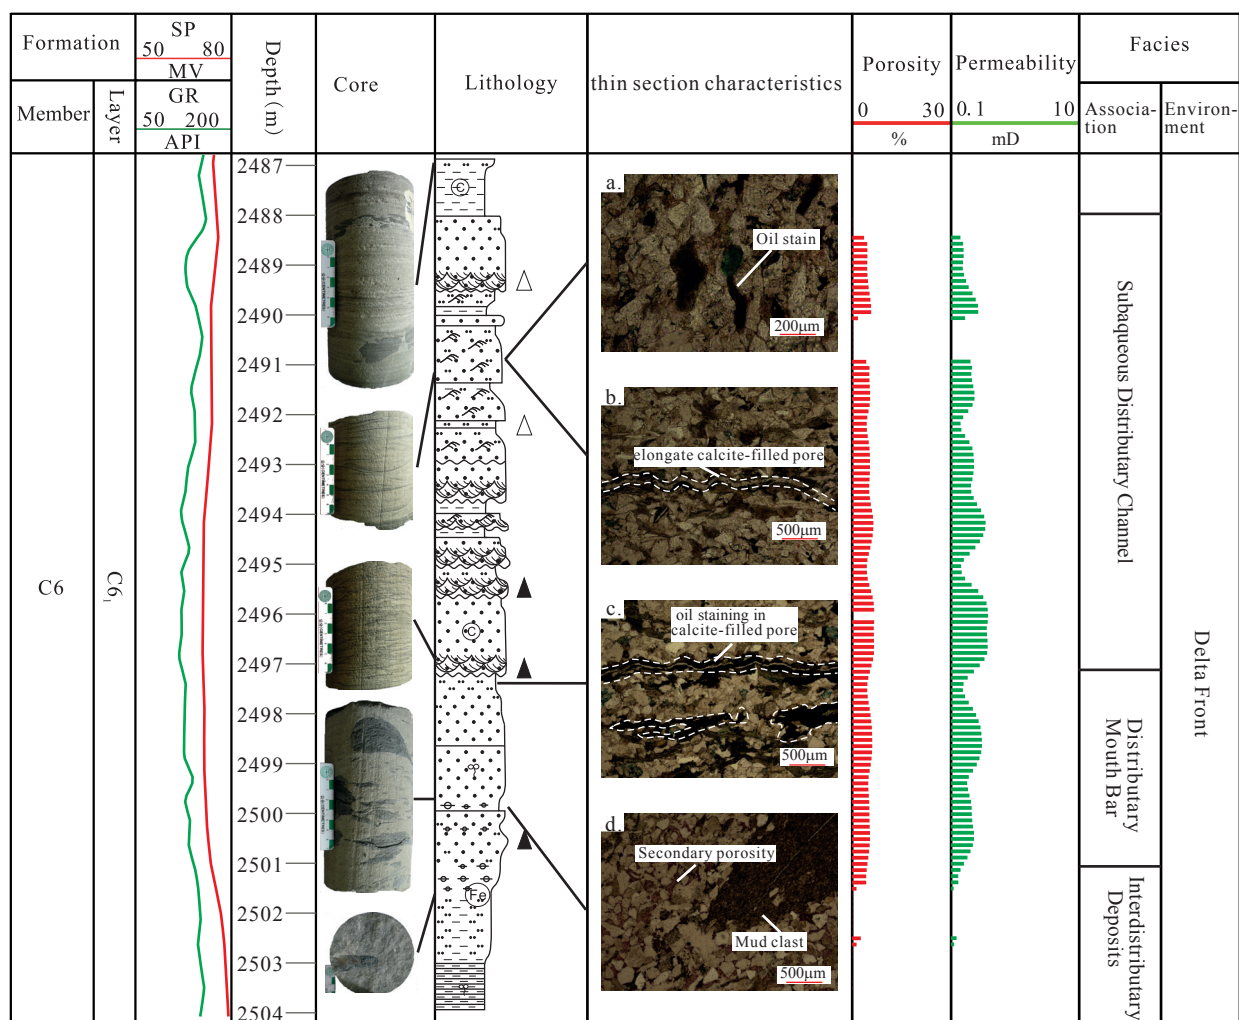 Formation
SP
50 80
MV
GR
50 200
API
Member
Layer
Depth (m)
Core
Lithology
thin section characteristics
Porosity
0 30
%
Permeability
0.1 10
mD
Facies
Associa-
tion
Environ-
ment
2487
2488
2489
2490
2491
2492
2493
2494
2495
2496
2497
2498
2499
2500
2501
2502
2503
2504
C6
C6₁
C
C
Fe
a.
Oil stain
200μm
b.
elongate calcite-filled pore
500μm
c.
oil staining in
calcite-filled pore
500μm
d.
Secondary porosity
Mud clast
500μm
Subaqueous Distributary Channel
Distributary
Mouth Bar
Interdistributary
Deposits
Delta Front